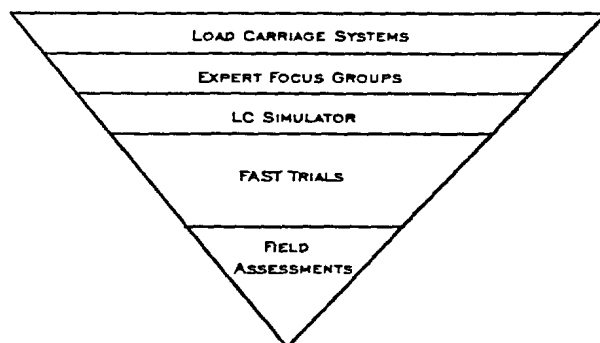 LOAD CARRIAGE SYSTEMS
EXPERT FOCUS GROUPS
LC SIMULATOR
FAST TRIALS
FIELD
ASSESSMENTS